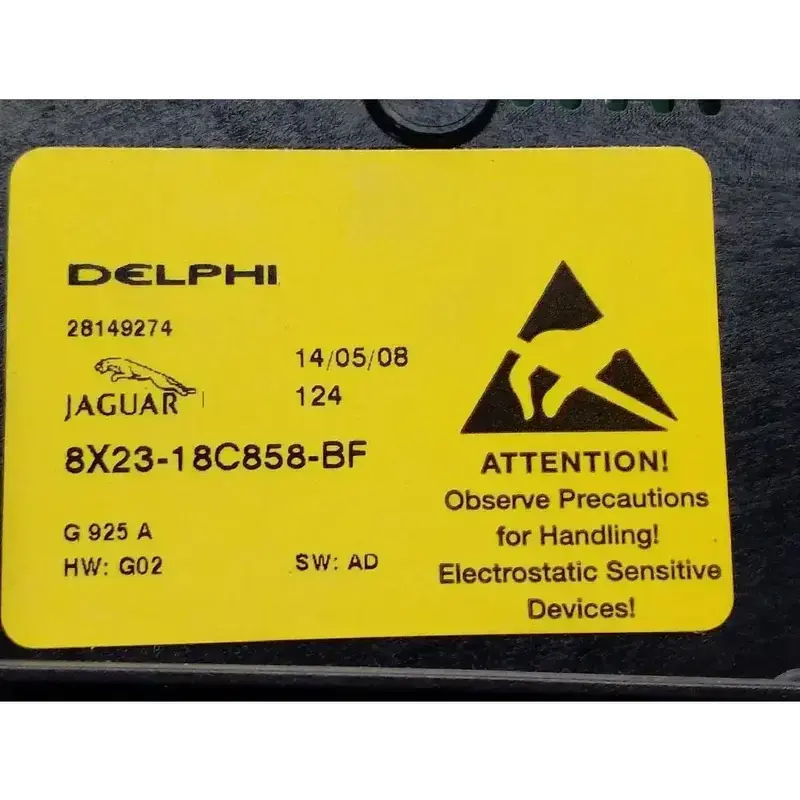 DELPHI
28149274
JAGUAR
14/05/08
124
8X23-18C858-BF
G 925 A
HW: G02
SW: AD
ATTENTION!
Observe Precautions
for Handling!
Electrostatic Sensitive
Devices!